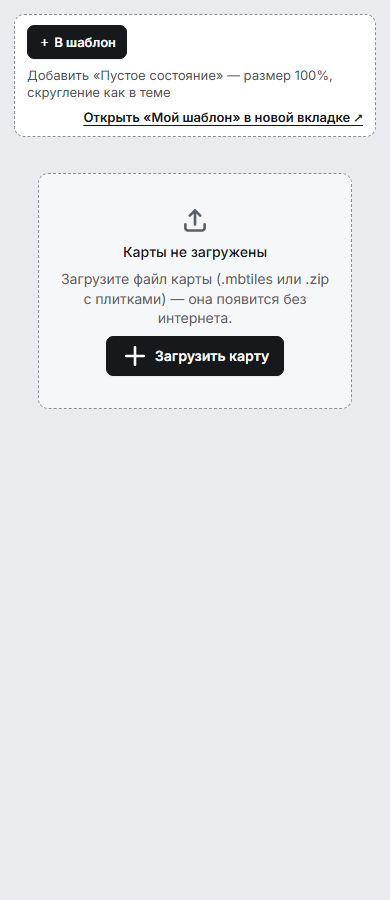 + В шаблон
Добавить «Пустое состояние» — размер 100%,
скругление как в теме
Открыть «Мой шаблон» в новой вкладке ↗
Карты не загружены
Загрузите файл карты (.mbtiles или .zip
с плитками) — она появится без
интернета.
Загрузить карту